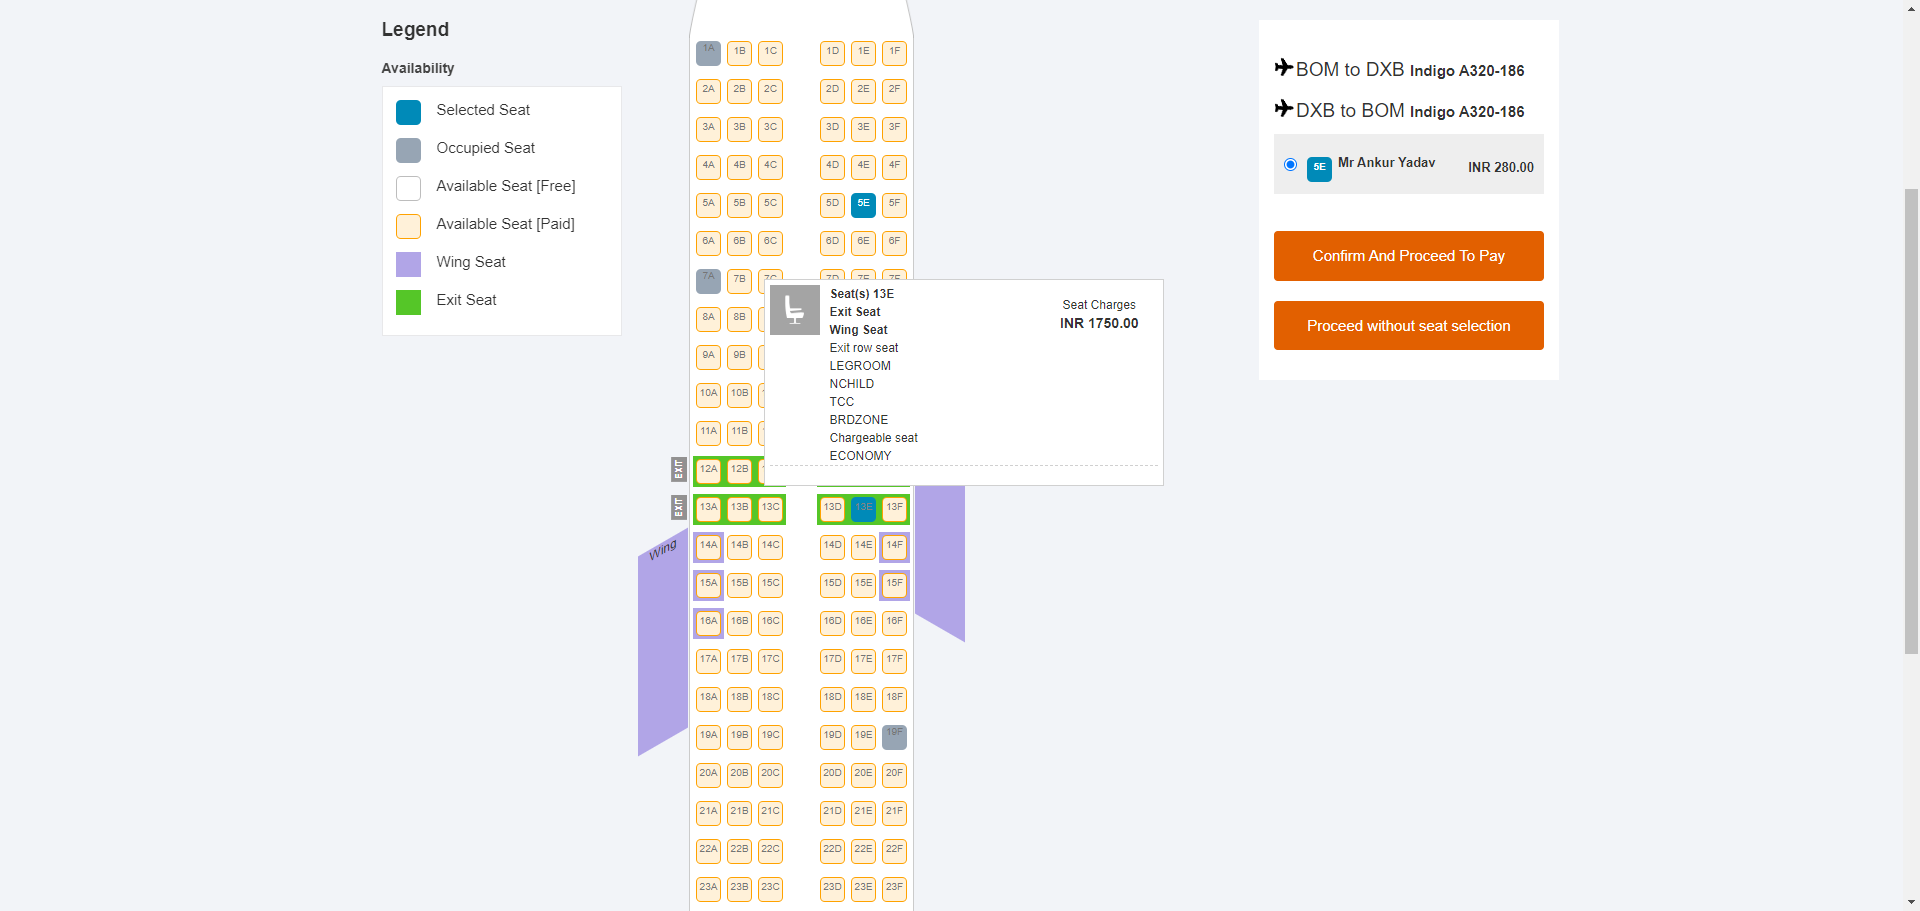 Legend
Availability
Selected Seat
Occupied Seat
Available Seat [Free]
Available Seat [Paid]
Wing Seat
Exit Seat
1A 1B 1C 1D 1E 1F
2A 2B 2C 2D 2E 2F
3A 3B 3C 3D 3E 3F
4A 4B 4C 4D 4E 4F
5A 5B 5C 5D 5E 5F
6A 6B 6C 6D 6E 6F
7A 7B 7C 7D 7E 7F
8A 8B
9A 9B
10A 10B
11A 11B
EXIT 12A 12B
EXIT 13A 13B 13C 13D 13E 13F
Wing
14A 14B 14C 14D 14E 14F
15A 15B 15C 15D 15E 15F
16A 16B 16C 16D 16E 16F
17A 17B 17C 17D 17E 17F
18A 18B 18C 18D 18E 18F
19A 19B 19C 19D 19E 19F
20A 20B 20C 20D 20E 20F
21A 21B 21C 21D 21E 21F
22A 22B 22C 22D 22E 22F
23A 23B 23C 23D 23E 23F
Seat(s) 13E
Exit Seat
Wing Seat
Exit row seat
LEGROOM
NCHILD
TCC
BRDZONE
Chargeable seat
ECONOMY
Seat Charges
INR 1750.00
BOM to DXB Indigo A320-186
DXB to BOM Indigo A320-186
5E Mr Ankur Yadav INR 280.00
Confirm And Proceed To Pay
Proceed without seat selection